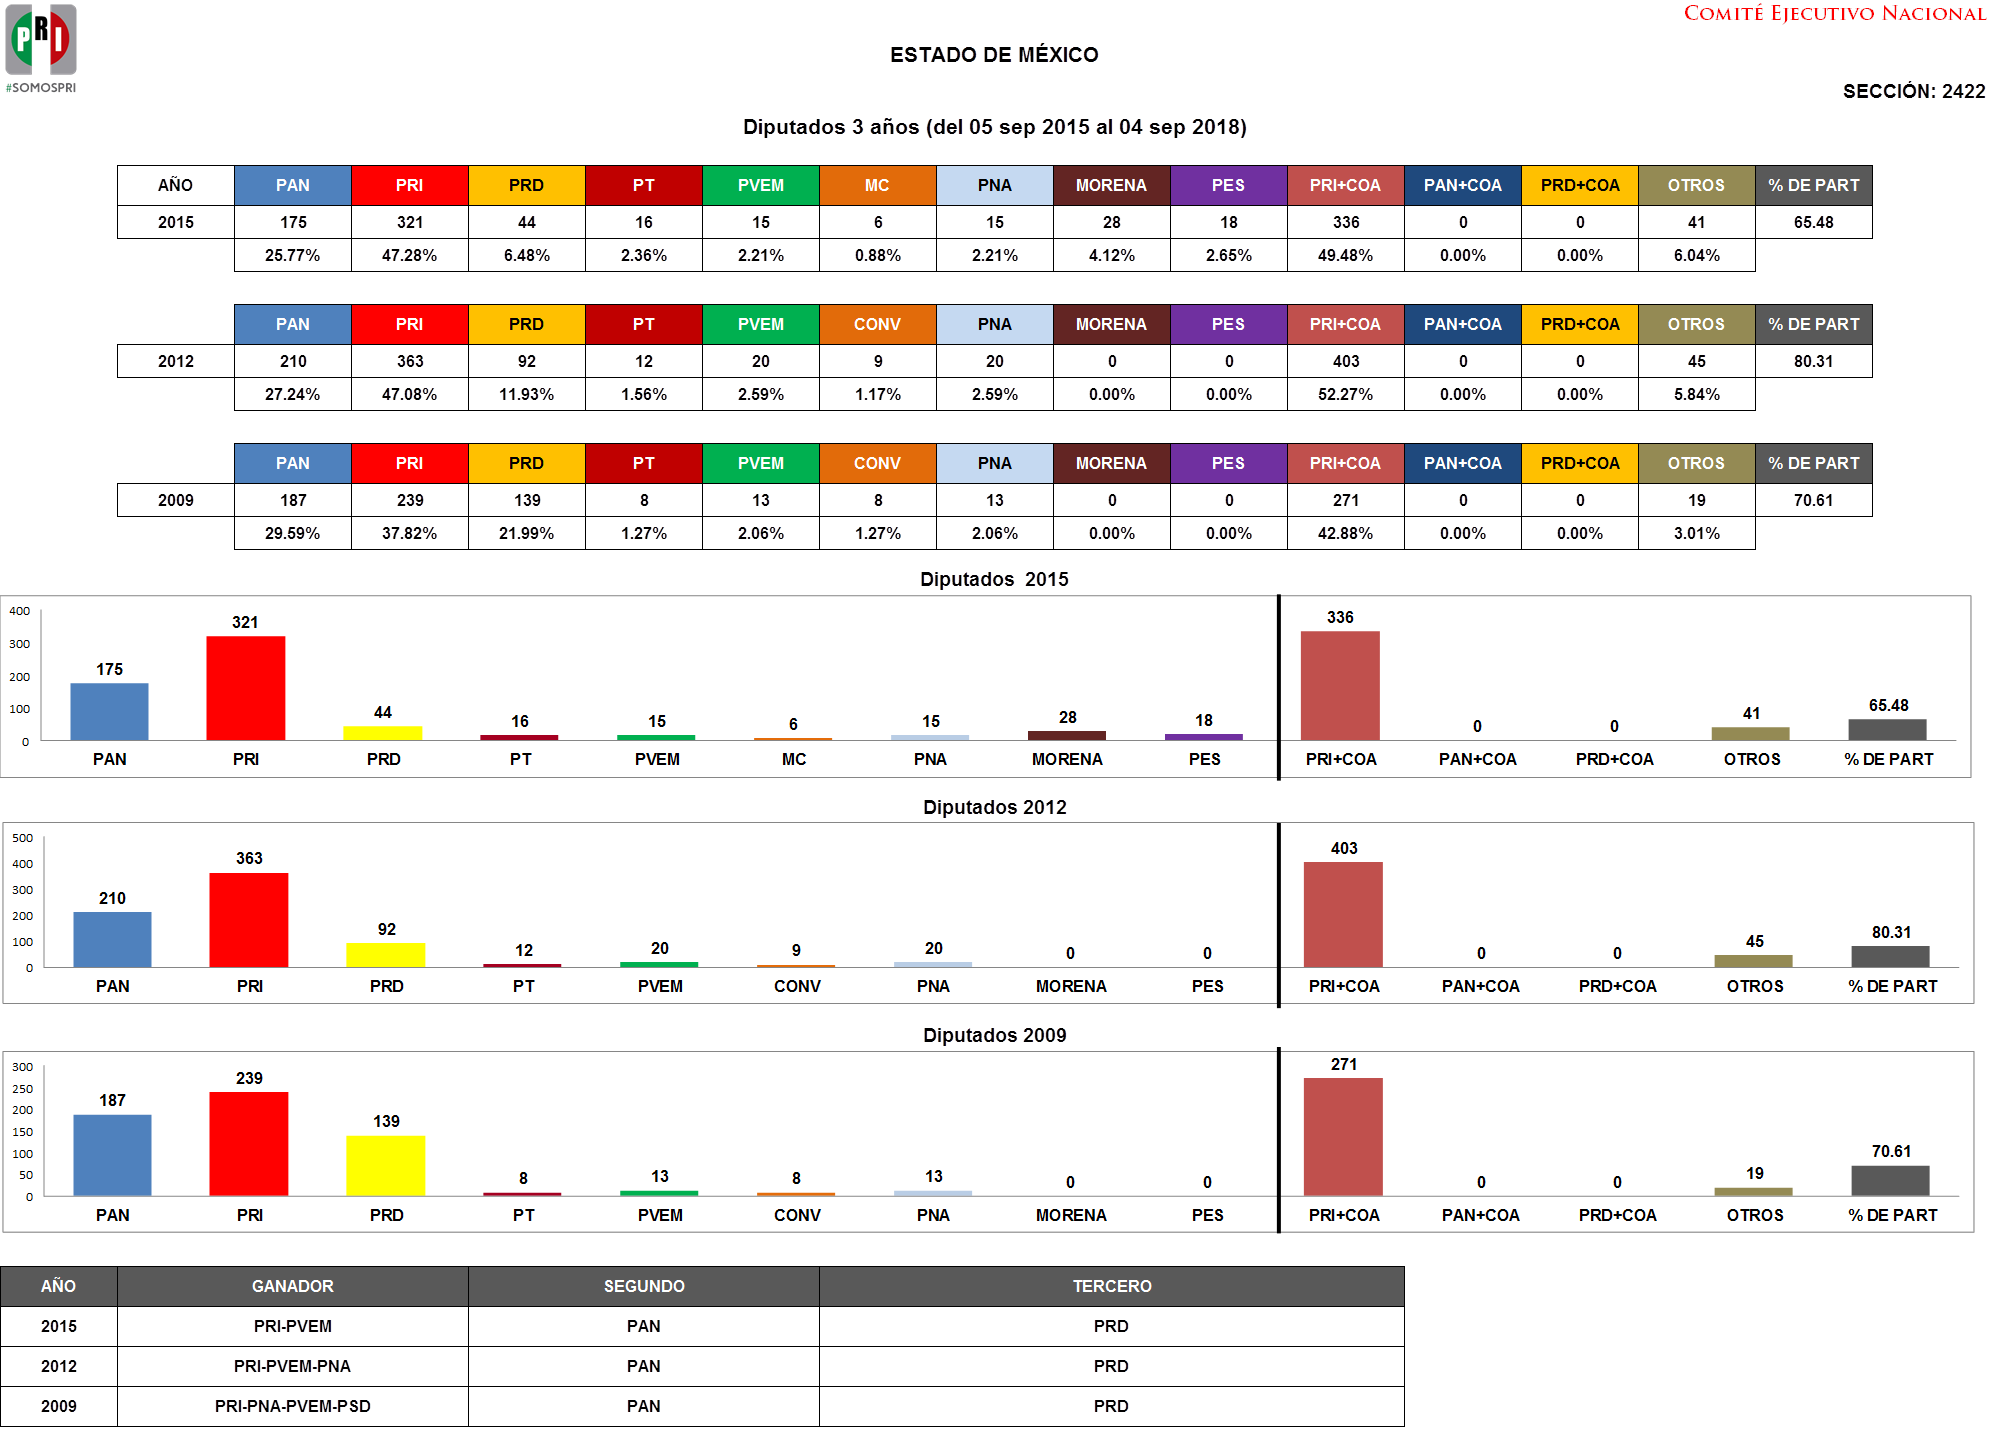 PRI
#SOMOSPRI
COMITÉ EJECUTIVO NACIONAL
ESTADO DE MÉXICO
SECCIÓN: 2422
Diputados 3 años (del 05 sep 2015 al 04 sep 2018)
AÑO PAN PRI PRD PT PVEM MC PNA MORENA PES PRI+COA PAN+COA PRD+COA OTROS % DE PART
2015 175 321 44 16 15 6 15 28 18 336 0 0 41 65.48
25.77% 47.28% 6.48% 2.36% 2.21% 0.88% 2.21% 4.12% 2.65% 49.48% 0.00% 0.00% 6.04%
PAN PRI PRD PT PVEM CONV PNA MORENA PES PRI+COA PAN+COA PRD+COA OTROS % DE PART
2012 210 363 92 12 20 9 20 0 0 403 0 0 45 80.31
27.24% 47.08% 11.93% 1.56% 2.59% 1.17% 2.59% 0.00% 0.00% 52.27% 0.00% 0.00% 5.84%
PAN PRI PRD PT PVEM CONV PNA MORENA PES PRI+COA PAN+COA PRD+COA OTROS % DE PART
2009 187 239 139 8 13 8 13 0 0 271 0 0 19 70.61
29.59% 37.82% 21.99% 1.27% 2.06% 1.27% 2.06% 0.00% 0.00% 42.88% 0.00% 0.00% 3.01%
Diputados 2015
400
300
200
100
0
175 321 44 16 15 6 15 28 18 336 0 0 41 65.48
PAN PRI PRD PT PVEM MC PNA MORENA PES PRI+COA PAN+COA PRD+COA OTROS % DE PART
Diputados 2012
500
400
300
200
100
0
210 363 92 12 20 9 20 0 0 403 0 0 45 80.31
PAN PRI PRD PT PVEM CONV PNA MORENA PES PRI+COA PAN+COA PRD+COA OTROS % DE PART
Diputados 2009
300
250
200
150
100
50
0
187 239 139 8 13 8 13 0 0 271 0 0 19 70.61
PAN PRI PRD PT PVEM CONV PNA MORENA PES PRI+COA PAN+COA PRD+COA OTROS % DE PART
AÑO GANADOR SEGUNDO TERCERO
2015 PRI-PVEM PAN PRD
2012 PRI-PVEM-PNA PAN PRD
2009 PRI-PNA-PVEM-PSD PAN PRD